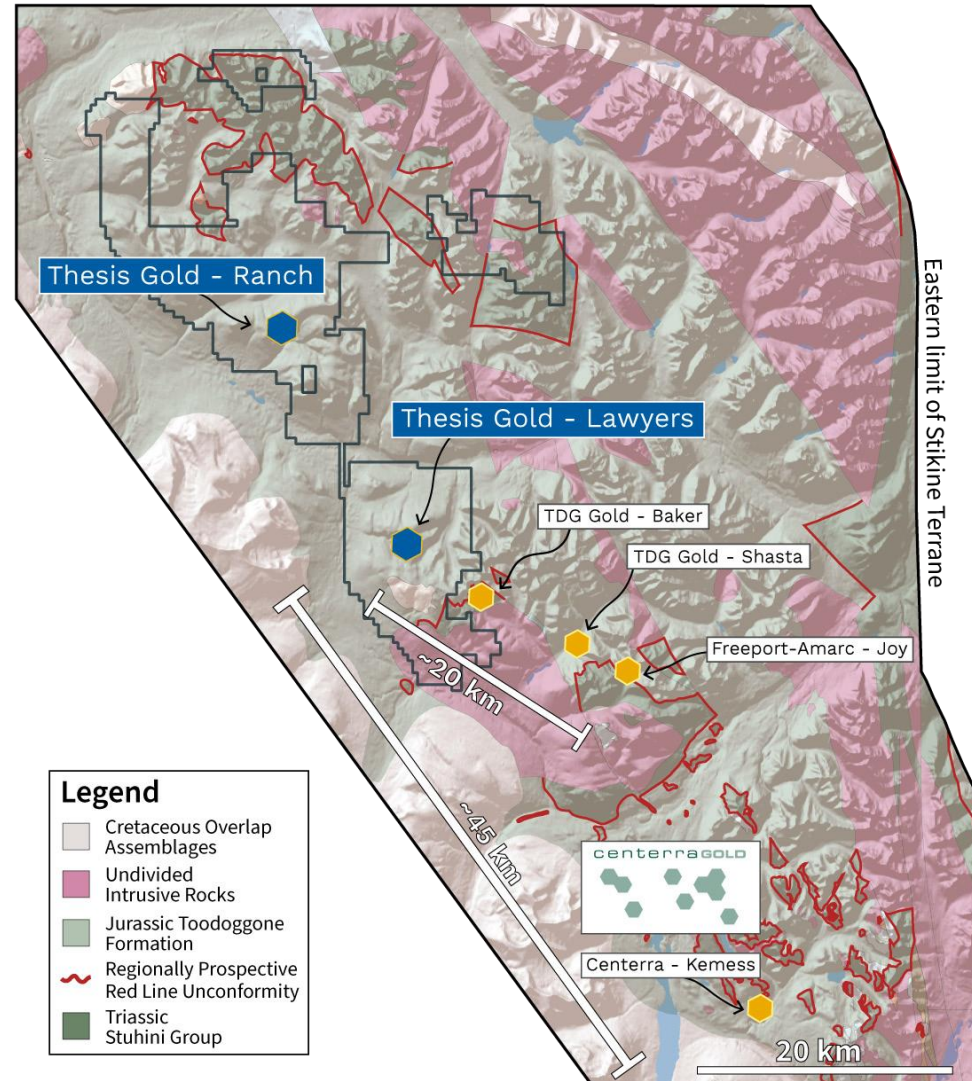 Thesis Gold - Ranch
Thesis Gold - Lawyers
TDG Gold - Baker
TDG Gold - Shasta
Freeport-Amarc - Joy
Eastern limit of Stikine Terrane
~20 km
~45 km
centerraGOLD
Centerra - Kemess
20 km
Legend
Cretaceous Overlap
Assemblages
Undivided
Intrusive Rocks
Jurassic Toodoggone
Formation
Regionally Prospective
Red Line Unconformity
Triassic
Stuhini Group